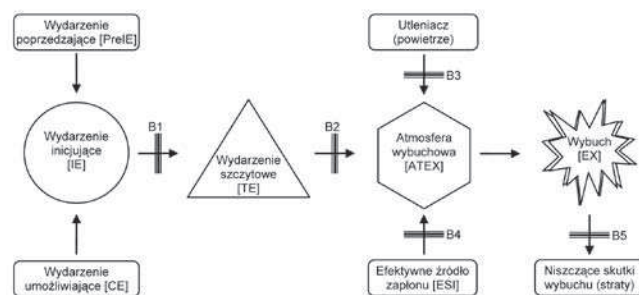 Wydarzenie
poprzedzające [PreIE]
Utleniacz
(powietrze)
B3
Wydarzenie
inicjujące
[IE]
B1
Wydarzenie
szczytowe
[TE]
B2
Atmosfera
wybuchowa
[ATEX]
Wybuch
[EX]
B4
B5
Wydarzenie
umożliwiające [CE]
Efektywne źródło
zapłonu [ESI]
Niszczące skutki
wybuchu (straty)